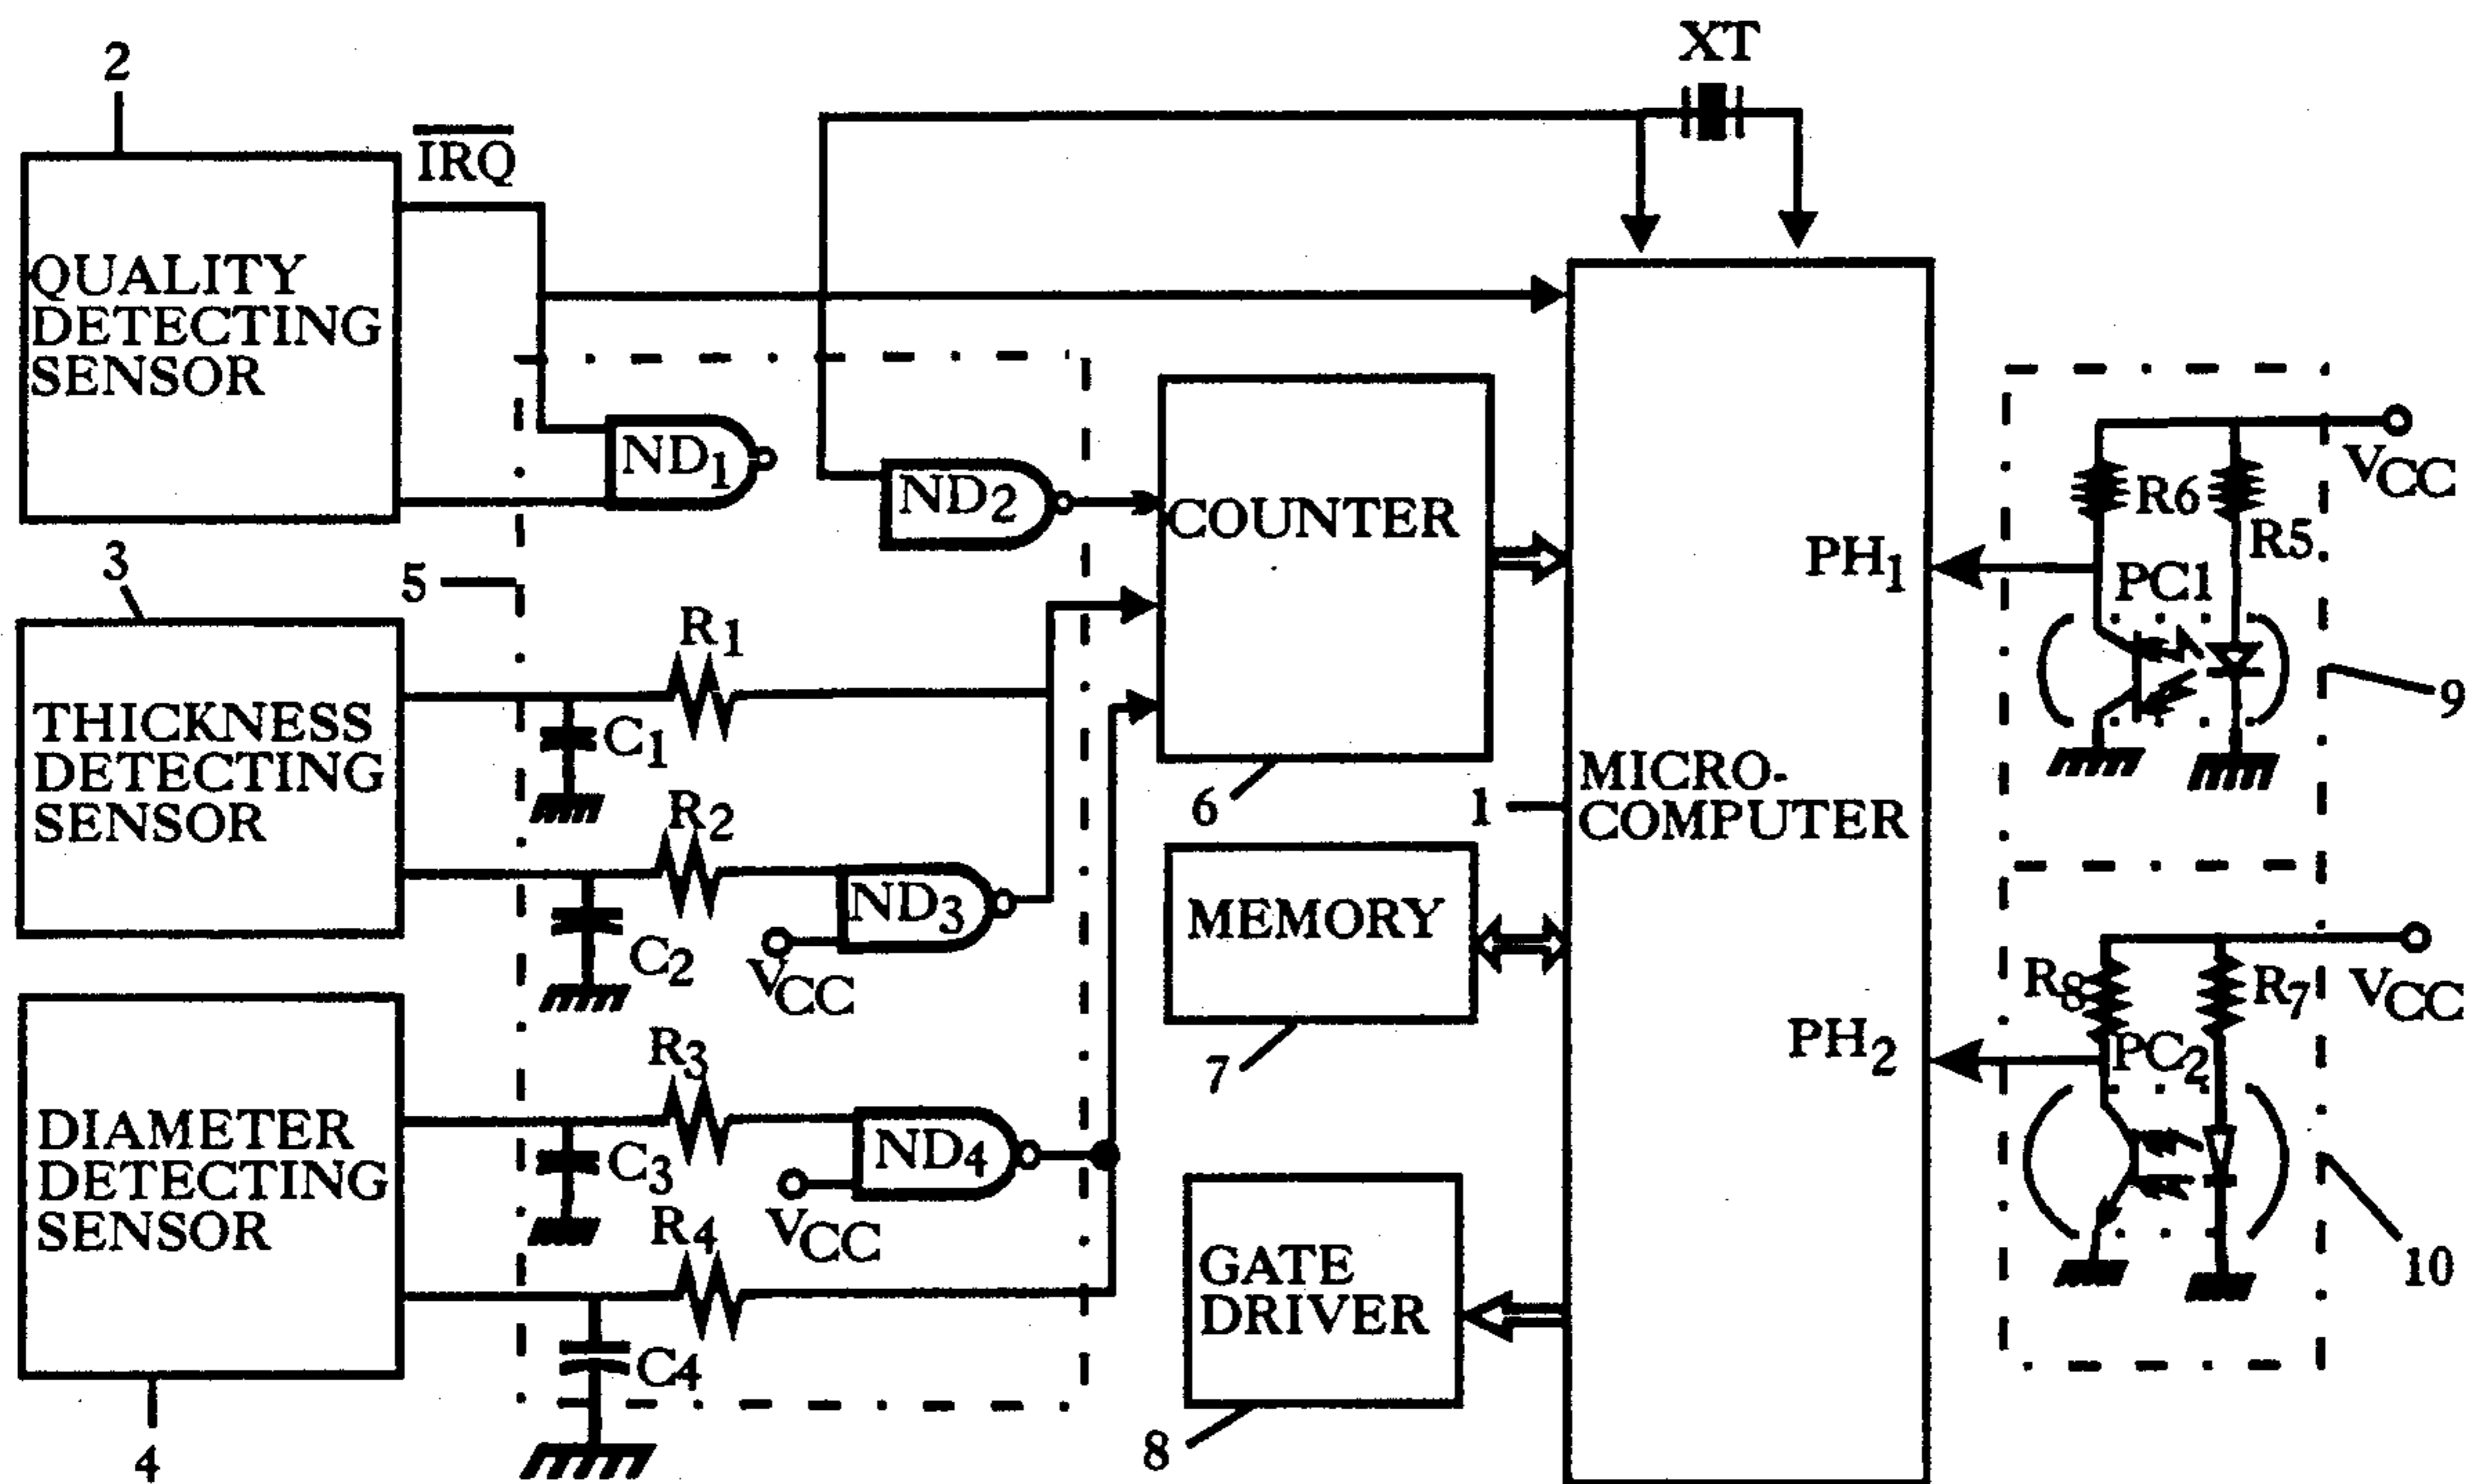 2
XT
IRQ
QUALITY
DETECTING
SENSOR
ND1
ND2
COUNTER
VCC
R6
R5
PH1
PC1
3
5
R1
THICKNESS
DETECTING
SENSOR
C1
9
R2
6
1
MICRO-
COMPUTER
ND3
MEMORY
C2
VCC
R8
R7
VCC
R3
7
PH2
PC2
DIAMETER
DETECTING
SENSOR
ND4
C3
R4
VCC
GATE
DRIVER
10
C4
4
8